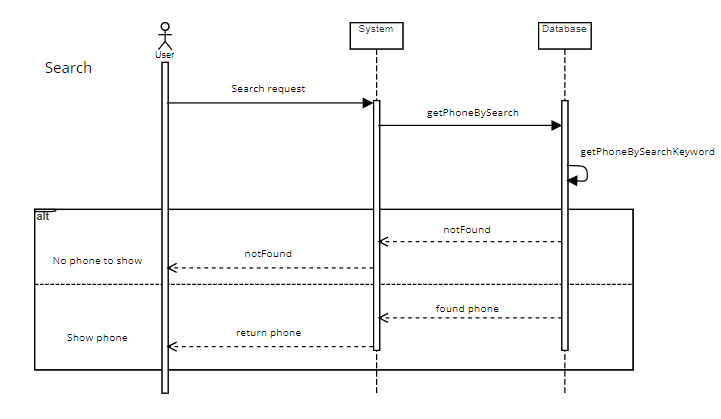 System
Database
User
Search
Search request
getPhoneBySearch
getPhoneBySearchKeyword
alt
notFound
notFound
No phone to show
found phone
return phone
Show phone